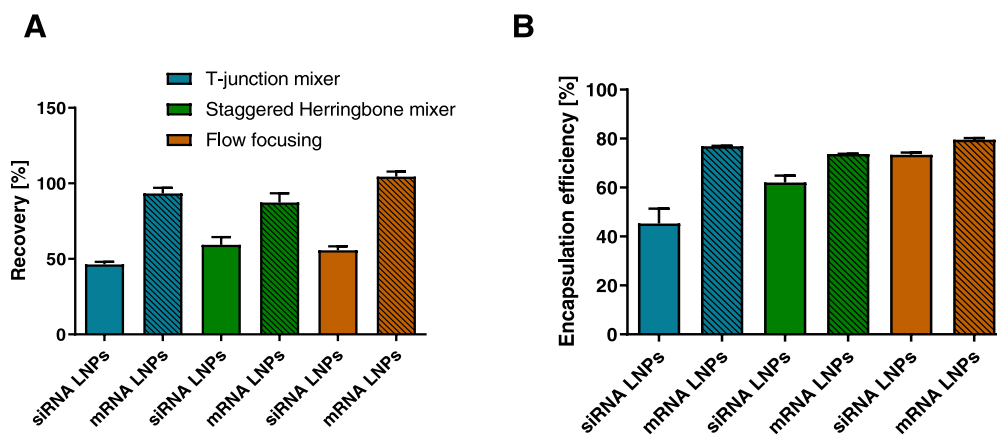 A
T-junction mixer
Staggered Herringbone mixer
Flow focusing
Recovery [%]
150
100
50
0
siRNA LNPs
mRNA LNPs
siRNA LNPs
mRNA LNPs
siRNA LNPs
mRNA LNPs
B
Encapsulation efficiency [%]
100
80
60
40
20
0
siRNA LNPs
mRNA LNPs
siRNA LNPs
mRNA LNPs
siRNA LNPs
mRNA LNPs